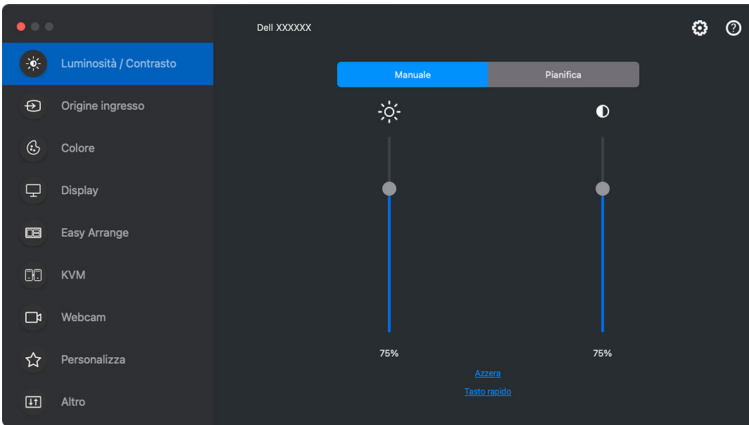 Dell XXXXXX
Luminosità / Contrasto
Origine ingresso
Colore
Display
Easy Arrange
KVM
Webcam
Personalizza
Altro
Manuale
Pianifica
75%
75%
Azzera
Tasto rapido